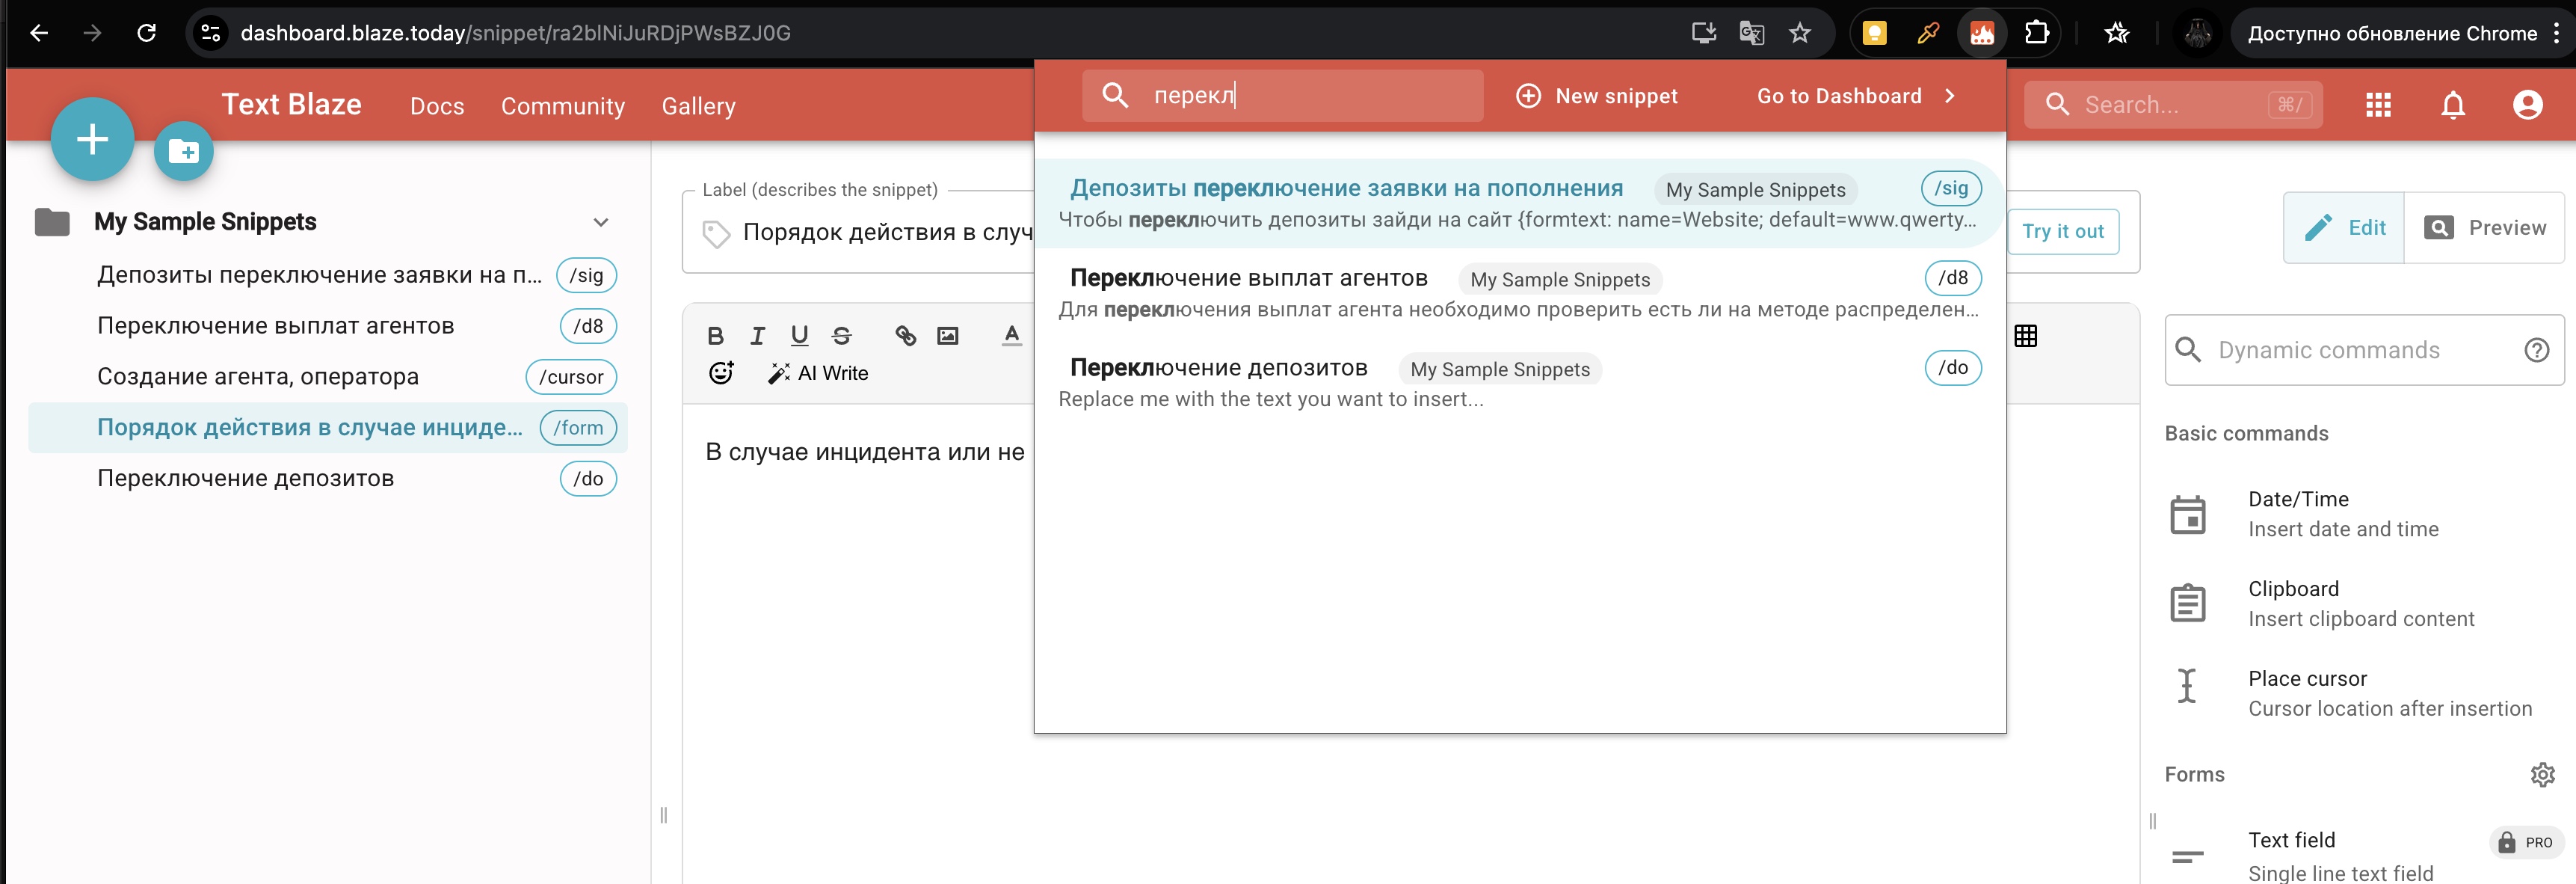 dashboard.blaze.today/snippet/ra2blNiJuRDjPWsBZJ0G
Доступно обновление Chrome
Text Blaze
Docs
Community
Gallery
перекл
New snippet
Go to Dashboard
Search...
⌘/
My Sample Snippets
Депозиты переключение заявки на п... /sig
Переключение выплат агентов /d8
Создание агента, оператора /cursor
Порядок действия в случае инциде... /form
Переключение депозитов /do
Label (describes the snippet)
Порядок действия в случ
B I U S A
AI Write
В случае инцидента или не
Депозиты переключение заявки на пополнения My Sample Snippets /sig
Чтобы переключить депозиты зайди на сайт {formtext: name=Website; default=www.qwerty...
Переключение выплат агентов My Sample Snippets /d8
Для переключения выплат агента необходимо проверить есть ли на методе распределен...
Переключение депозитов My Sample Snippets /do
Replace me with the text you want to insert...
Try it out
Edit
Preview
Dynamic commands
Basic commands
Date/Time
Insert date and time
Clipboard
Insert clipboard content
Place cursor
Cursor location after insertion
Forms
Text field
PRO
Single line text field